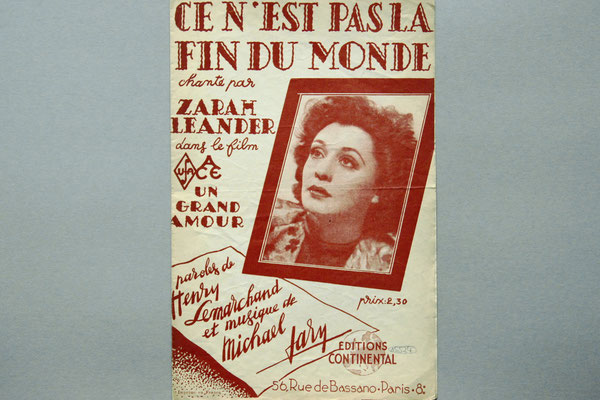 CE N'EST PAS LA
FIN DU MONDE
chanté par
ZARAH
LEANDER
dans le film
UFA
ACE
UN
GRAND
AMOUR
paroles de
Henry
Lemarchand
et musique de
Michael
Jary
prix: 2,30
EDITIONS
CONTINENTAL
56, Rue de Bassano · Paris · 8e